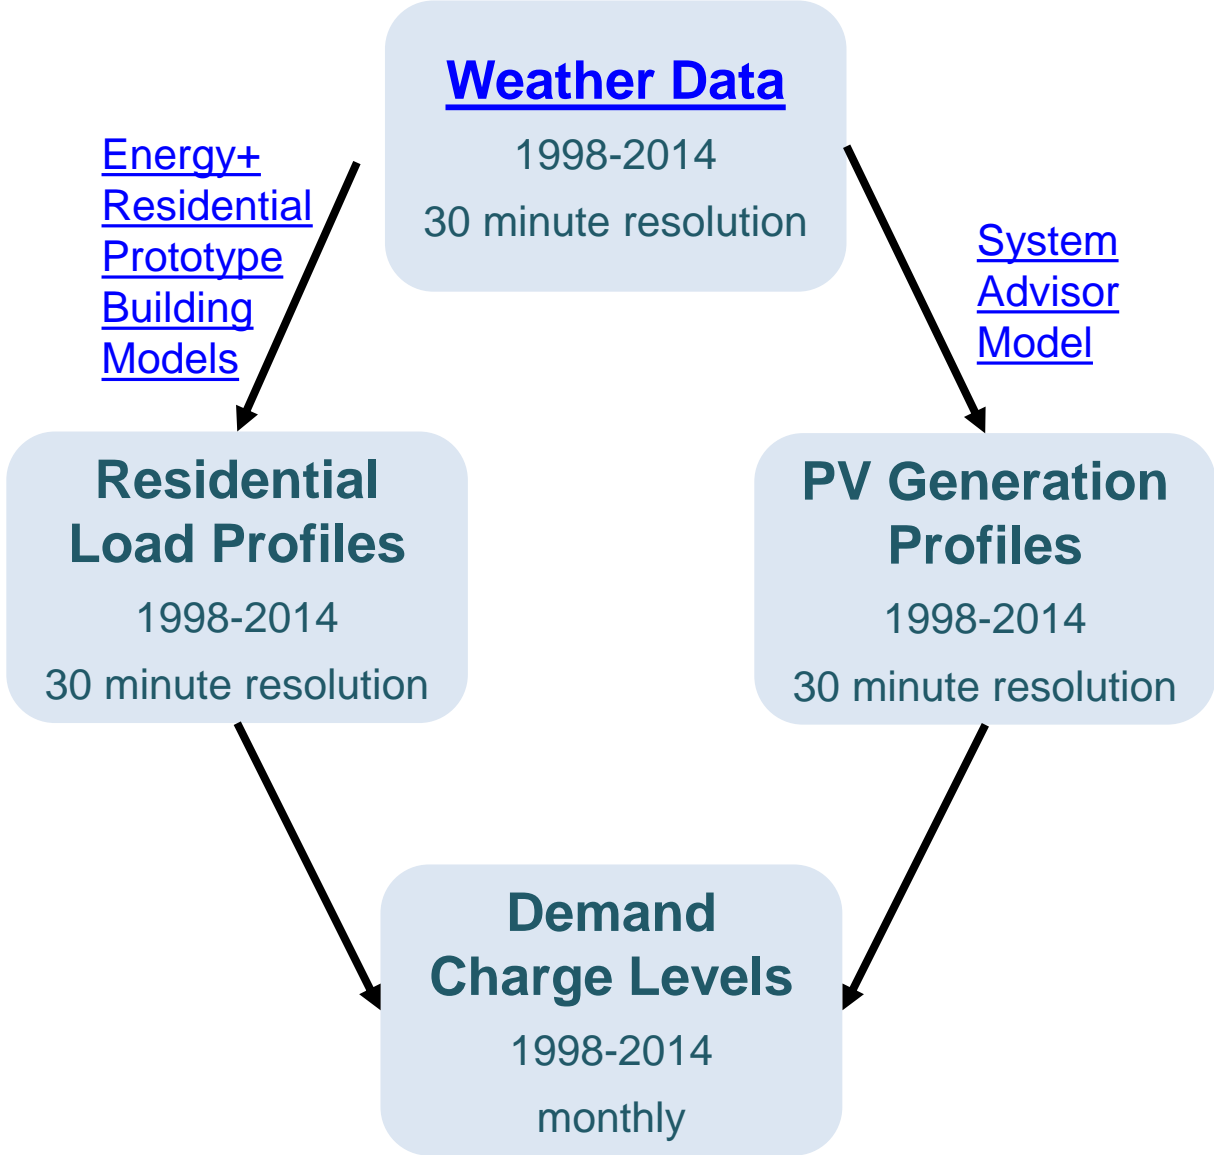 Weather Data
1998-2014
30 minute resolution
Energy+
Residential
Prototype
Building
Models
System
Advisor
Model
Residential
Load Profiles
1998-2014
30 minute resolution
PV Generation
Profiles
1998-2014
30 minute resolution
Demand
Charge Levels
1998-2014
monthly